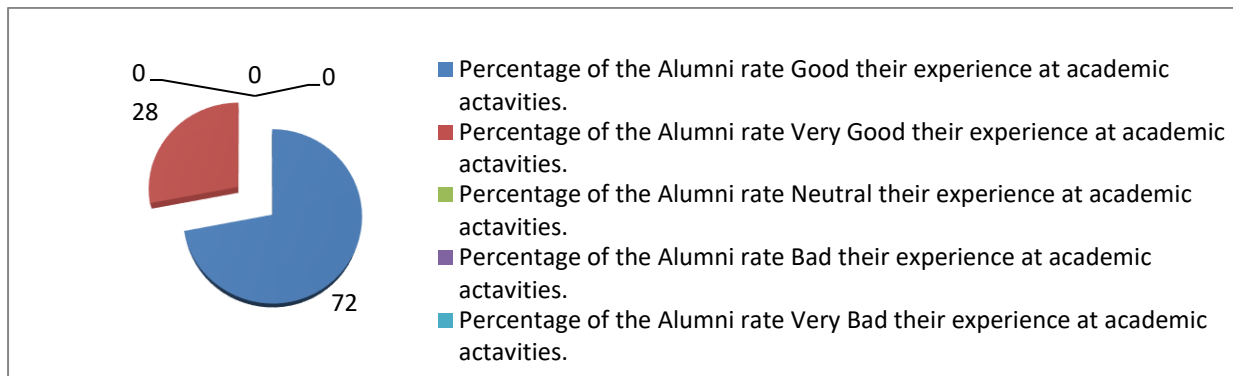 0
0
0
28
72
Percentage of the Alumni rate Good their experience at academic
actavities.
Percentage of the Alumni rate Very Good their experience at academic
actavities.
Percentage of the Alumni rate Neutral their experience at academic
actavities.
Percentage of the Alumni rate Bad their experience at academic
actavities.
Percentage of the Alumni rate Very Bad their experience at academic
actavities.